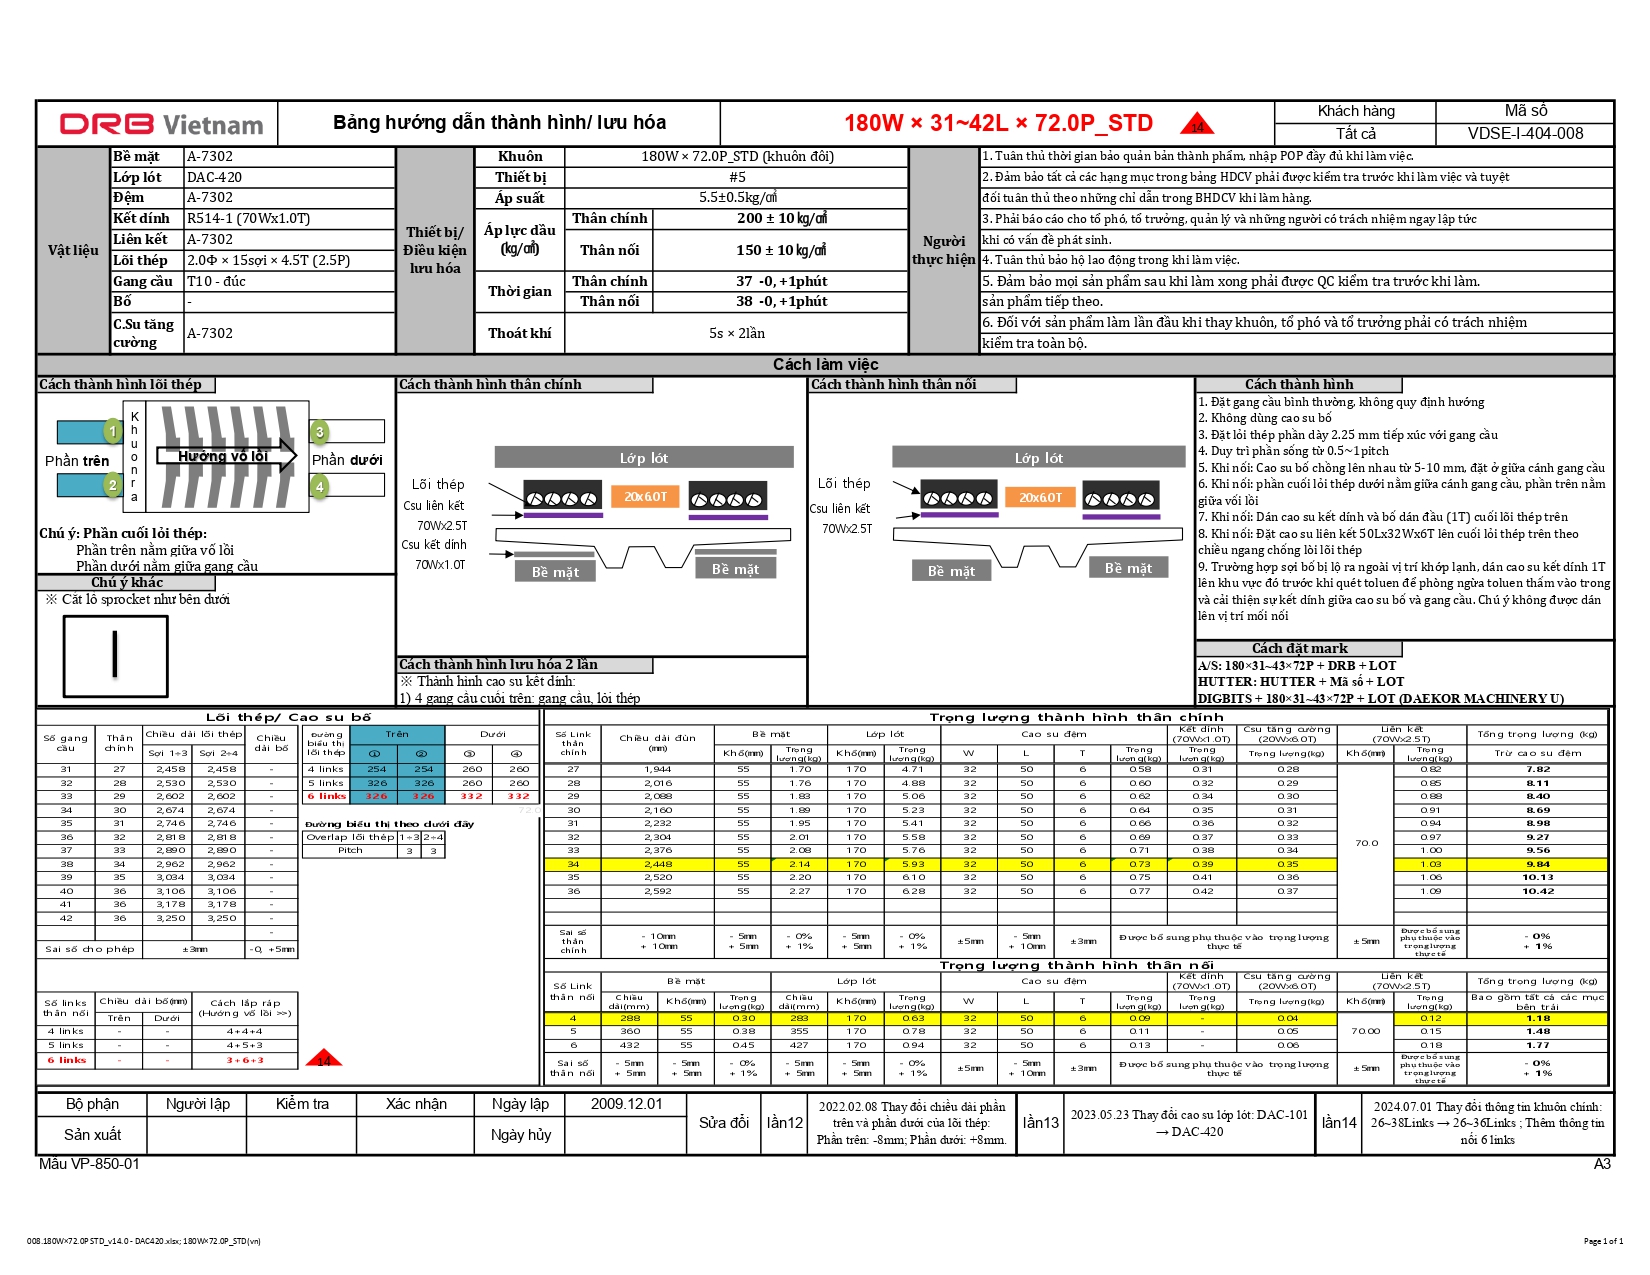 DRB Vietnam
Bảng hướng dẫn thành hình/ lưu hóa
180W × 31~42L × 72.0P_STD
14
Khách hàng
Mã số
Tất cả
VDSE-I-404-008
Vật liệu
Bề mặt A-7302
Lớp lót DAC-420
Đệm A-7302
Kết dính R514-1 (70Wx1.0T)
Liên kết A-7302
Lõi thép 2.0Φ × 15sợi × 4.5T (2.5P)
Gang cầu T10 - đúc
Bố -
C.Su tăng cường A-7302
Thiết bị/
Điều kiện
lưu hóa
Khuôn 180W × 72.0P_STD (khuôn đôi)
Thiết bị #5
Áp suất 5.5±0.5kg/㎠
Áp lực dầu
(kg/㎠)
Thân chính 200 ± 10 kg/㎠
Thân nối 150 ± 10 kg/㎠
Thời gian
Thân chính 37 -0, +1phút
Thân nối 38 -0, +1phút
Thoát khí 5s × 2lần
Người
thực hiện
1. Tuân thủ thời gian bảo quản bán thành phẩm, nhập POP đầy đủ khi làm việc.
2. Đảm bảo tất cả các hạng mục trong bảng HDCV phải được kiểm tra trước khi làm việc và tuyệt
đối tuân thủ theo những chỉ dẫn trong BHDCV khi làm hàng.
3. Phải báo cáo cho tổ phó, tổ trưởng, quản lý và những người có trách nhiệm ngay lập tức
khi có vấn đề phát sinh.
4. Tuân thủ bảo hộ lao động trong khi làm việc.
5. Đảm bảo mọi sản phẩm sau khi làm xong phải được QC kiểm tra trước khi làm.
sản phẩm tiếp theo.
6. Đối với sản phẩm làm lần đầu khi thay khuôn, tổ phó và tổ trưởng phải có trách nhiệm
kiểm tra toàn bộ.
Cách làm việc
Cách thành hình lõi thép
1
2
3
4
Khuôn ra
Hướng vố lồi
Phần trên
Phần dưới
Chú ý: Phần cuối lỏi thép:
Phần trên nằm giữa vố lồi
Phần dưới nằm giữa gang cầu
Chú ý khác
※ Cắt lỗ sprocket như bên dưới
Cách thành hình thân chính
Lớp lót
Lõi thép
20x6.0T
Csu liên kết
70Wx2.5T
Csu kết dính
70Wx1.0T
Bề mặt
Bề mặt
Cách thành hình lưu hóa 2 lần
※ Thành hình cao su kết dính:
1) 4 gang cầu cuối trên: gang cầu, lỏi thép
Cách thành hình thân nối
Lớp lót
Lõi thép
20x6.0T
Csu liên kết
70Wx2.5T
Bề mặt
Bề mặt
Cách thành hình
1. Đặt gang cầu bình thường, không quy định hướng
2. Không dùng cao su bố
3. Đặt lỏi thép phần dày 2.25 mm tiếp xúc với gang cầu
4. Duy trì phần sống từ 0.5~1pitch
5. Khi nối: Cao su bố chồng lên nhau từ 5-10 mm, đặt ở giữa cánh gang cầu
6. Khi nối: phần cuối lỏi thép dưới nằm giữa cánh gang cầu, phần trên nằm
giữa vối lồi
7. Khi nối: Dán cao su kết dính và bố dán đầu (1T) cuối lõi thép trên
8. Khi nối: Đặt cao su liên kết 50Lx32Wx6T lên cuối lỏi thép trên theo
chiều ngang chống lòi lõi thép
9. Trường hợp sợi bố bị lộ ra ngoài vị trí khớp lạnh, dán cao su kết dính 1T
lên khu vực đó trước khi quét toluen để phòng ngừa toluen thấm vào trong
và cải thiện sự kết dính giữa cao su bố và gang cầu. Chú ý không được dán
lên vị trí mối nối
Cách đặt mark
A/S: 180×31~43×72P + DRB + LOT
HUTTER: HUTTER + Mã số + LOT
DIGBITS + 180×31~43×72P + LOT (DAEKOR MACHINERY U)
Lõi thép/ Cao su bố
Số gang cầu Thân chính Chiều dài lõi thép Chiều dài bố
Sợi 1÷3 Sợi 2÷4
31 27 2,458 2,458 -
32 28 2,530 2,530 -
33 29 2,602 2,602 -
34 30 2,674 2,674 -
35 31 2,746 2,746 -
36 32 2,818 2,818 -
37 33 2,890 2,890 -
38 34 2,962 2,962 -
39 35 3,034 3,034 -
40 36 3,106 3,106 -
41 36 3,178 3,178 -
42 36 3,250 3,250 -
-
Sai số cho phép ±3mm -0, +5mm
Đường biểu thị lõi thép Trên Dưới
① ② ③ ④
4 links 254 254 260 260
5 links 326 326 260 260
6 links 326 326 332 332
72.0
Đường biểu thị theo dưới đây
Overlap lõi thép 1÷3 2÷4
Pitch 3 3
Số links thân nối Chiều dài bố(mm) Cách lắp ráp
(Hướng vố lồi >>)
Trên Dưới
4 links - - 4+4+4
5 links - - 4+5+3
6 links - - 3+6+3
14
Trọng lượng thành hình thân chính
Số Link thân chính Chiều dài đùn (mm) Bề mặt Lớp lót Cao su đệm Kết dính (70Wx1.0T) Csu tăng cường (20Wx6.0T) Liên kết (70Wx2.5T) Tổng trọng lượng (kg)
Khổ(mm) Trọng lượng(kg) Khổ(mm) Trọng lượng(kg) W L T Trọng lượng(kg) Trọng lượng(kg) Trọng lượng(kg) Khổ(mm) Trọng lượng(kg) Trừ cao su đệm
27 1,944 55 1.70 170 4.71 32 50 6 0.58 0.31 0.28 0.82 7.82
28 2,016 55 1.76 170 4.88 32 50 6 0.60 0.32 0.29 0.85 8.11
29 2,088 55 1.83 170 5.06 32 50 6 0.62 0.34 0.30 0.88 8.40
30 2,160 55 1.89 170 5.23 32 50 6 0.64 0.35 0.31 0.91 8.69
31 2,232 55 1.95 170 5.41 32 50 6 0.66 0.36 0.32 0.94 8.98
32 2,304 55 2.01 170 5.58 32 50 6 0.69 0.37 0.33 0.97 9.27
33 2,376 55 2.08 170 5.76 32 50 6 0.71 0.38 0.34 70.0 1.00 9.56
34 2,448 55 2.14 170 5.93 32 50 6 0.73 0.39 0.35 1.03 9.84
35 2,520 55 2.20 170 6.10 32 50 6 0.75 0.41 0.36 1.06 10.13
36 2,592 55 2.27 170 6.28 32 50 6 0.77 0.42 0.37 1.09 10.42
Sai số thân chính - 10mm + 10mm - 5mm + 5mm - 0% + 1% - 5mm + 5mm - 0% + 1% ±5mm - 5mm + 10mm ±3mm Được bổ sung phụ thuộc vào trọng lượng thực tế ±5mm Được bổ sung phụ thuộc vào trọng lượng thực tế - 0% + 1%
Trọng lượng thành hình thân nối
Số Link thân nối Bề mặt Lớp lót Cao su đệm Kết dính (70Wx1.0T) Csu tăng cường (20Wx6.0T) Liên kết (70Wx2.5T) Tổng trọng lượng (kg)
Chiều dài(mm) Khổ(mm) Trọng lượng(kg) Chiều dài(mm) Khổ(mm) Trọng lượng(kg) W L T Trọng lượng(kg) Trọng lượng(kg) Trọng lượng(kg) Khổ(mm) Trọng lượng(kg) Bao gồm tất cả các mục bên trái
4 288 55 0.30 283 170 0.63 32 50 6 0.09 - 0.04 0.12 1.18
5 360 55 0.38 355 170 0.78 32 50 6 0.11 - 0.05 70.00 0.15 1.48
6 432 55 0.45 427 170 0.94 32 50 6 0.13 - 0.06 0.18 1.77
Sai số thân nối - 5mm + 5mm - 5mm + 5mm - 0% + 1% - 5mm + 5mm - 5mm + 5mm - 0% + 1% ±5mm - 5mm + 10mm ±3mm Được bổ sung phụ thuộc vào trọng lượng thực tế ±5mm Được bổ sung phụ thuộc vào trọng lượng thực tế - 0% + 1%
Bộ phận Người lập Kiểm tra Xác nhận Ngày lập 2009.12.01
Sản xuất Ngày hủy
Sửa đổi
lần12
2022.02.08 Thay đổi chiều dài phần
trên và phần dưới của lõi thép:
Phần trên: -8mm; Phần dưới: +8mm.
lần13
2023.05.23 Thay đổi cao su lớp lót: DAC-101
→ DAC-420
lần14
2024.07.01 Thay đổi thông tin khuôn chính:
26~38Links → 26~36Links ; Thêm thông tin
nối 6 links
Mẫu VP-850-01
A3
008.180W×72.0P STD_v14.0 - DAC420.xlsx; 180W×72.0P_STD(vn)
Page 1 of 1